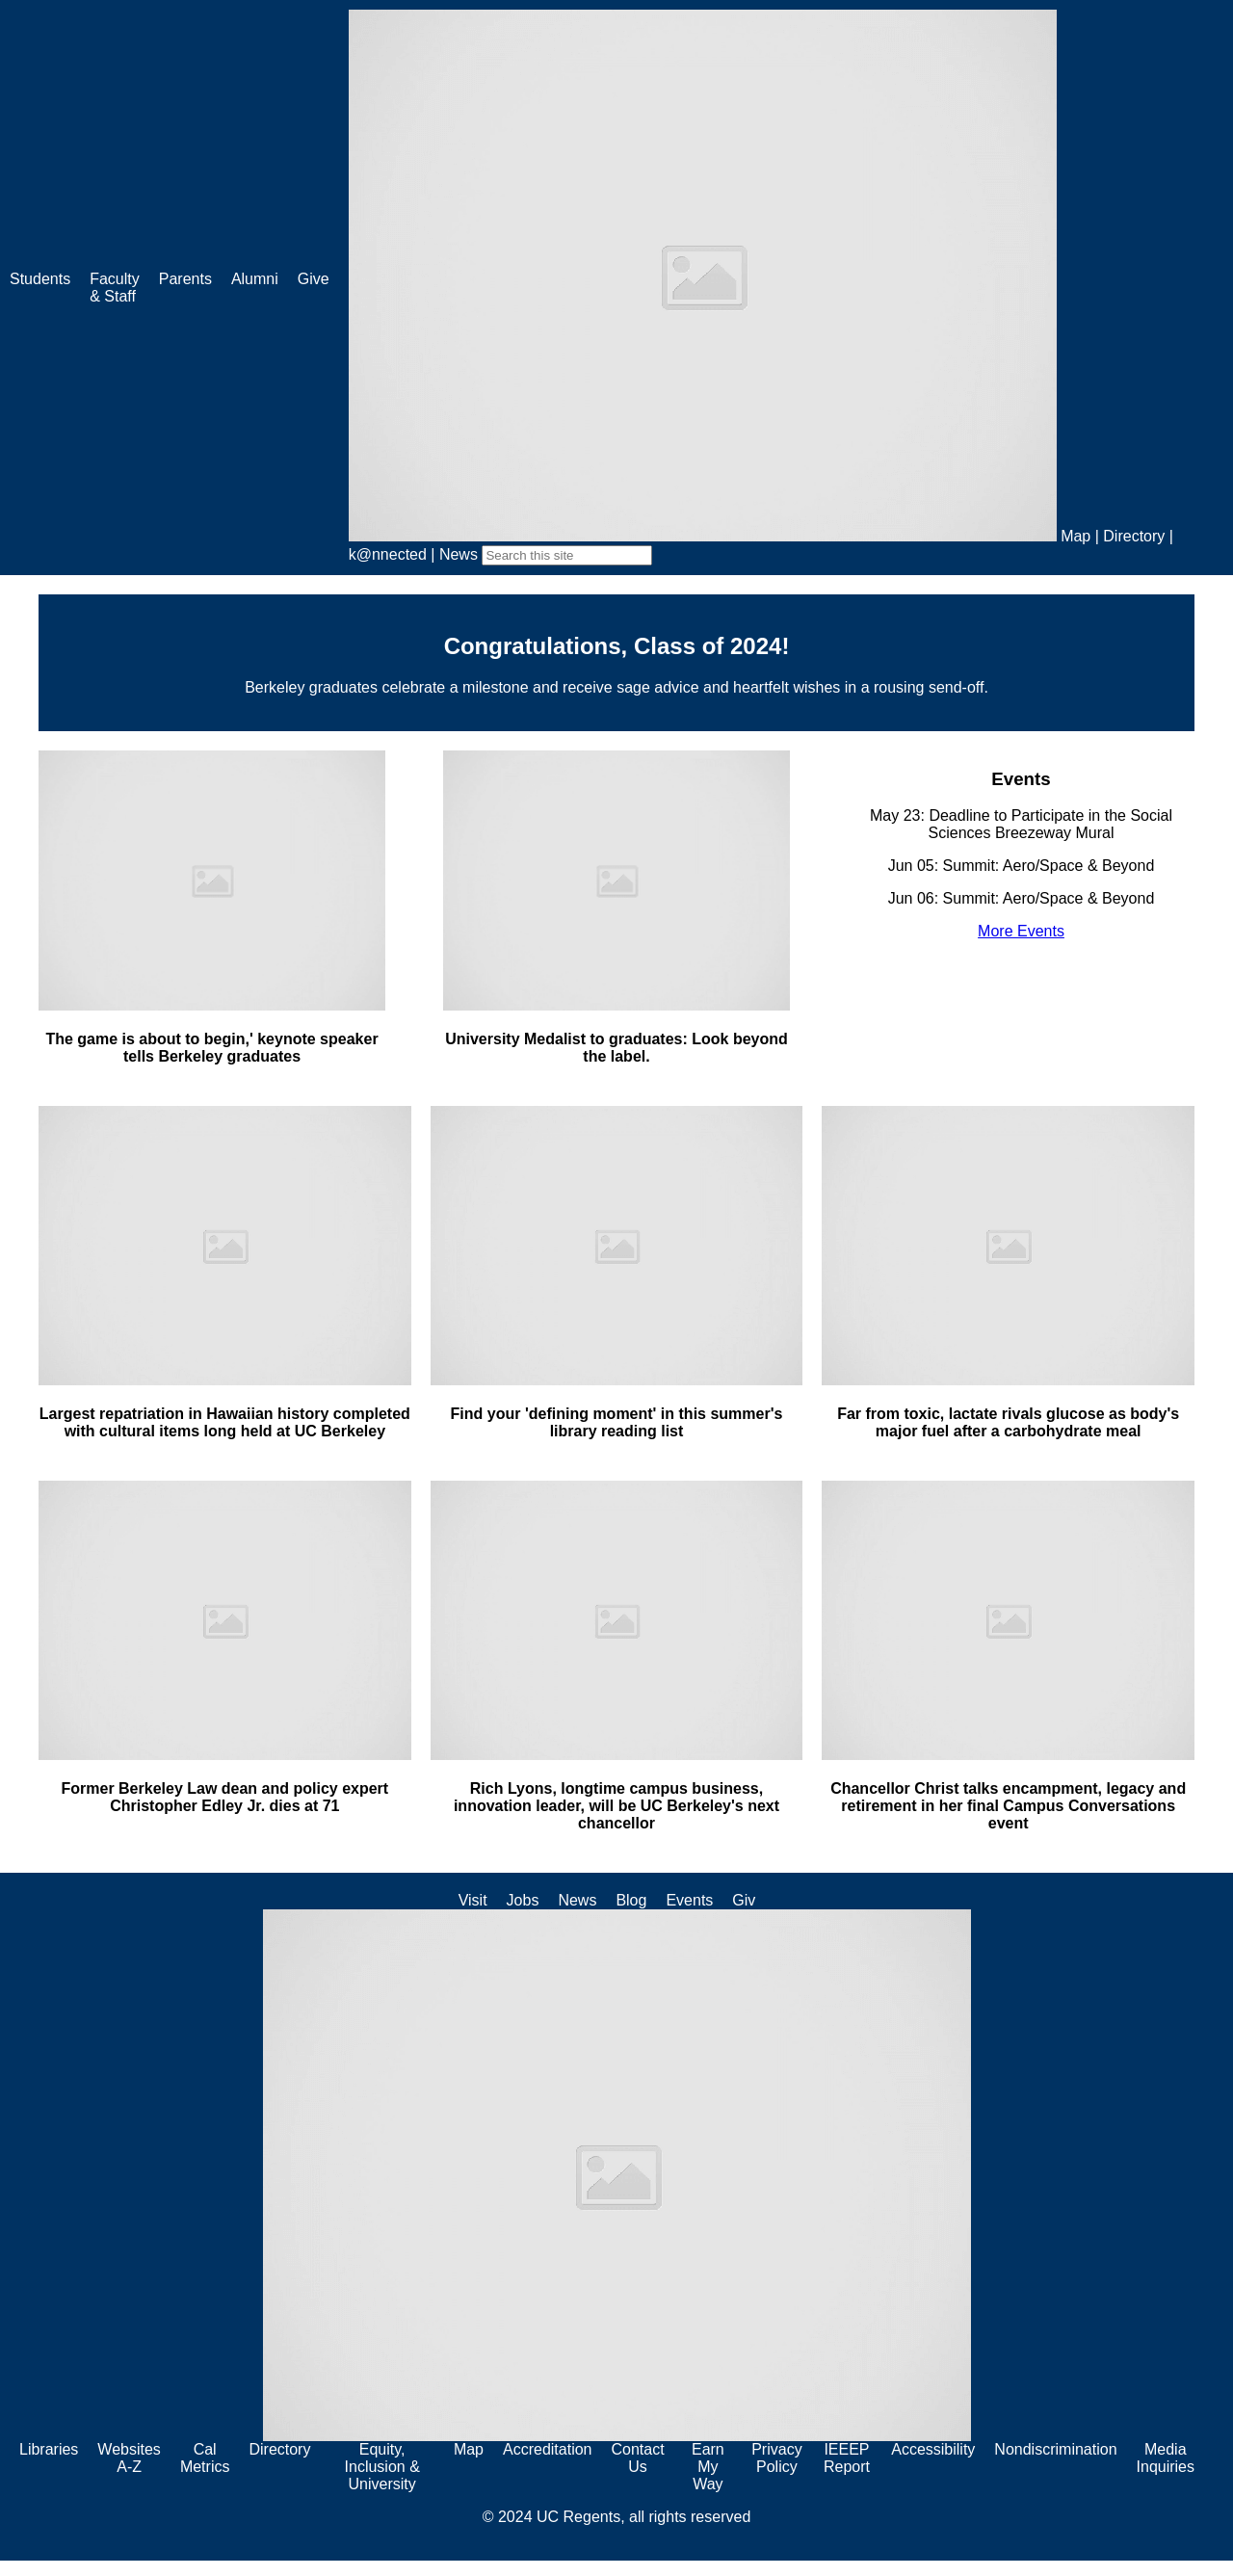 Students Faculty Parents Alumni Give
& Staff
Map | Directory |
k@nnected | News Search this site
Congratulations, Class of 2024!
Berkeley graduates celebrate a milestone and receive sage advice and heartfelt wishes in a rousing send-off.
The game is about to begin,' keynote speaker
tells Berkeley graduates
University Medalist to graduates: Look beyond
the label.
Events
May 23: Deadline to Participate in the Social
Sciences Breezeway Mural
Jun 05: Summit: Aero/Space & Beyond
Jun 06: Summit: Aero/Space & Beyond
More Events
Largest repatriation in Hawaiian history completed
with cultural items long held at UC Berkeley
Find your 'defining moment' in this summer's
library reading list
Far from toxic, lactate rivals glucose as body's
major fuel after a carbohydrate meal
Former Berkeley Law dean and policy expert
Christopher Edley Jr. dies at 71
Rich Lyons, longtime campus business,
innovation leader, will be UC Berkeley's next
chancellor
Chancellor Christ talks encampment, legacy and
retirement in her final Campus Conversations
event
Visit Jobs News Blog Events Giv
Libraries
Websites
A-Z
Cal
Metrics
Directory
Equity,
Inclusion &
University
Map
Accreditation
Contact
Us
Earn
My
Way
Privacy
Policy
IEEEP
Report
Accessibility
Nondiscrimination
Media
Inquiries
© 2024 UC Regents, all rights reserved